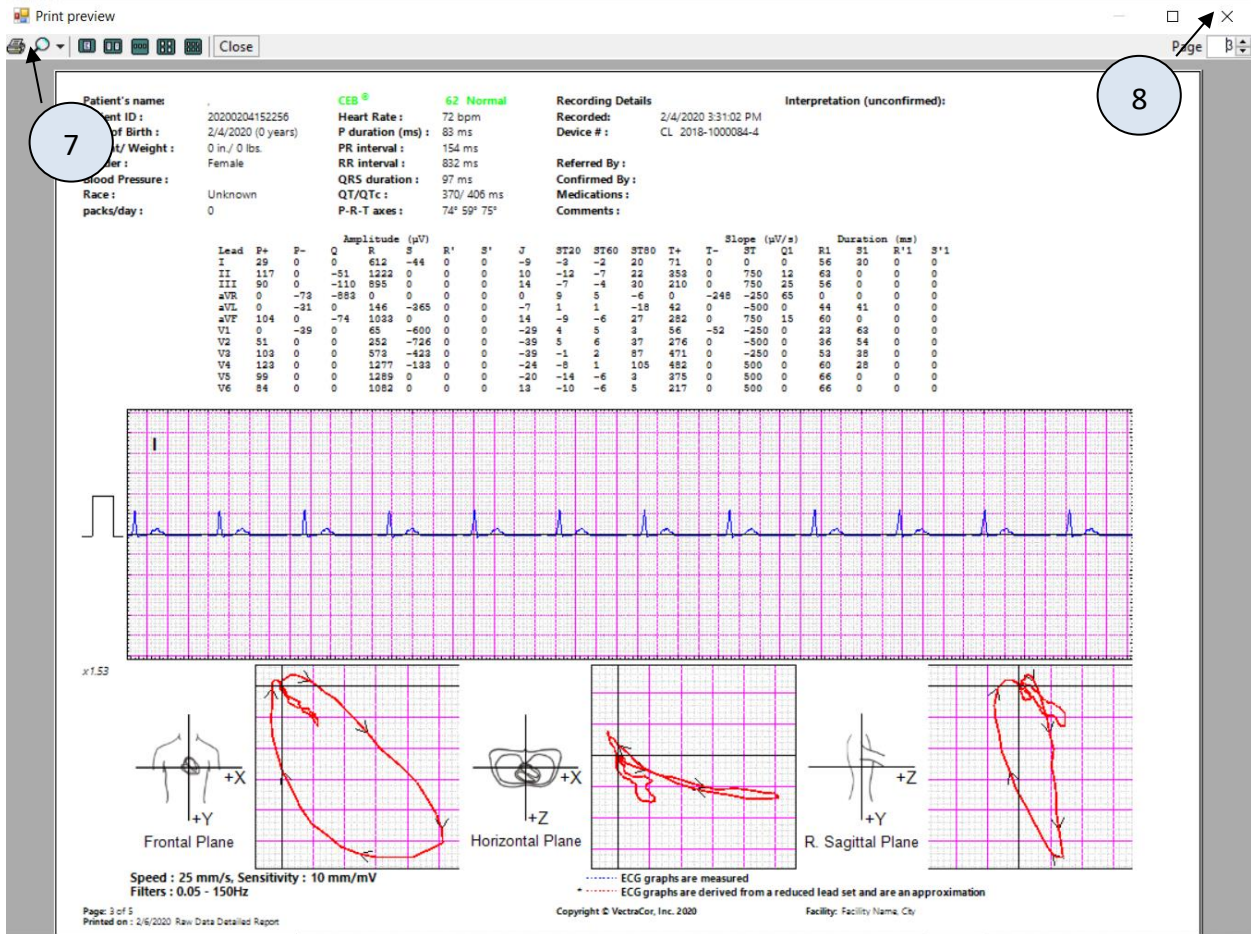 Print preview
Close
Page 3
7
8
Patient's name: , CEB ® 62 Normal Recording Details Interpretation (unconfirmed):
ent ID : 20200204152256 Heart Rate : 72 bpm Recorded: 2/4/2020 3:31:02 PM
of Birth : 2/4/2020 (0 years) P duration (ms) : 83 ms Device # : CL 2018-1000084-4
t/ Weight : 0 in./ 0 lbs. PR interval : 154 ms
der : Female RR interval : 832 ms Referred By :
Blood Pressure : QRS duration : 97 ms Confirmed By :
Race : Unknown QT/QTc : 370/ 406 ms Medications :
packs/day : 0 P-R-T axes : 74° 59° 75° Comments :
Amplitude (µV) Slope (µV/s) Duration (ms)
Lead P+ P- Q R S R' S' J ST20 ST60 ST80 T+ T- ST Q1 R1 S1 R'1 S'1
I 29 0 0 612 -44 0 0 -9 -3 -2 20 71 0 0 0 56 30 0 0
II 117 0 -51 1222 0 0 0 10 -12 -7 22 353 0 750 12 63 0 0 0
III 90 0 -110 895 0 0 0 14 -7 -4 30 210 0 750 25 56 0 0 0
aVR 0 -73 -883 0 0 0 0 0 9 5 -6 0 -248 -250 65 0 0 0 0
aVL 0 -31 0 146 -365 0 0 -7 1 1 -18 42 0 -500 0 44 41 0 0
aVF 104 0 -74 1033 0 0 0 14 -9 -6 27 282 0 750 15 60 0 0 0
V1 0 -39 0 65 -600 0 0 -29 4 5 3 56 -52 -250 0 23 63 0 0
V2 51 0 0 252 -726 0 0 -39 5 6 37 276 0 -500 0 36 54 0 0
V3 103 0 0 573 -423 0 0 -39 -1 2 87 471 0 -250 0 53 38 0 0
V4 123 0 0 1277 -133 0 0 -24 -8 1 105 482 0 500 0 60 28 0 0
V5 99 0 0 1289 0 0 0 -20 -14 -6 3 375 0 500 0 66 0 0 0
V6 84 0 0 1082 0 0 0 13 -10 -6 5 217 0 500 0 66 0 0 0
I
x1.53
+X
+Y
Frontal Plane
+X
+Z
Horizontal Plane
+Z
+Y
R. Sagittal Plane
Speed : 25 mm/s, Sensitivity : 10 mm/mV
Filters : 0.05 - 150Hz
ECG graphs are measured
* ECG graphs are derived from a reduced lead set and are an approximation
Page: 3 of 5
Printed on : 2/6/2020 Raw Data Detailed Report
Copyright © VectraCor, Inc. 2020
Facility: Facility Name, City